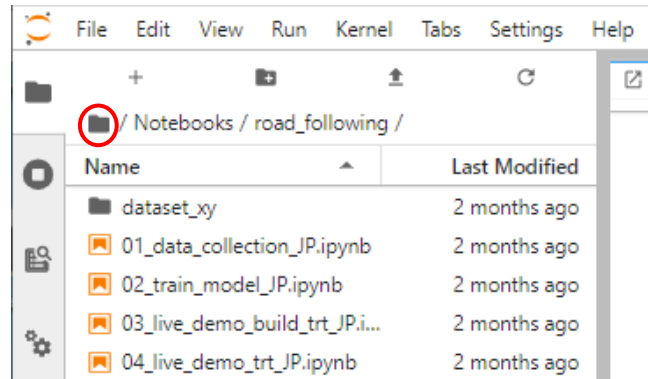 File Edit View Run Kernel Tabs Settings Help
/ Notebooks / road_following /
Name Last Modified
dataset_xy 2 months ago
01_data_collection_JP.ipynb 2 months ago
02_train_model_JP.ipynb 2 months ago
03_live_demo_build_trt_JP.i... 2 months ago
04_live_demo_trt_JP.ipynb 2 months ago